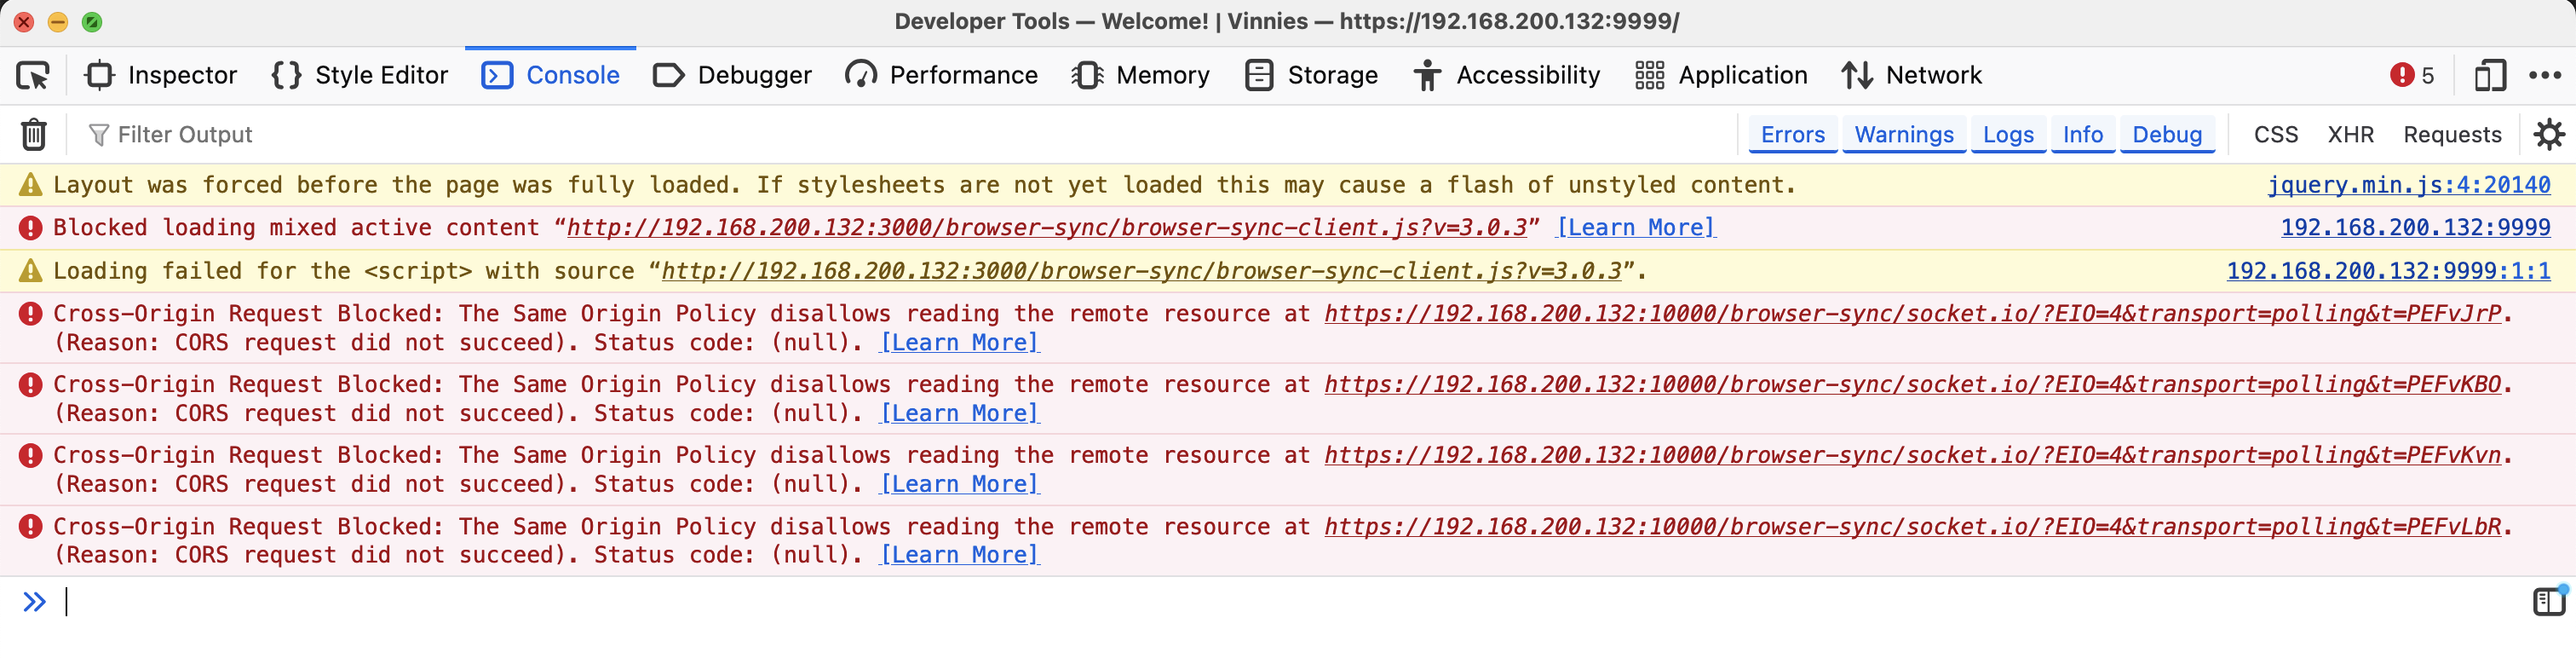 Developer Tools — Welcome! | Vinnies — https://192.168.200.132:9999/
Inspector Style Editor Console Debugger Performance Memory Storage Accessibility Application Network 5
Filter Output Errors Warnings Logs Info Debug CSS XHR Requests
Layout was forced before the page was fully loaded. If stylesheets are not yet loaded this may cause a flash of unstyled content. jquery.min.js:4:20140
Blocked loading mixed active content “http://192.168.200.132:3000/browser-sync/browser-sync-client.js?v=3.0.3” [Learn More] 192.168.200.132:9999
Loading failed for the <script> with source “http://192.168.200.132:3000/browser-sync/browser-sync-client.js?v=3.0.3”. 192.168.200.132:9999:1:1
Cross-Origin Request Blocked: The Same Origin Policy disallows reading the remote resource at https://192.168.200.132:10000/browser-sync/socket.io/?EIO=4&transport=polling&t=PEFvJrP.
(Reason: CORS request did not succeed). Status code: (null). [Learn More]
Cross-Origin Request Blocked: The Same Origin Policy disallows reading the remote resource at https://192.168.200.132:10000/browser-sync/socket.io/?EIO=4&transport=polling&t=PEFvKBO.
(Reason: CORS request did not succeed). Status code: (null). [Learn More]
Cross-Origin Request Blocked: The Same Origin Policy disallows reading the remote resource at https://192.168.200.132:10000/browser-sync/socket.io/?EIO=4&transport=polling&t=PEFvKvn.
(Reason: CORS request did not succeed). Status code: (null). [Learn More]
Cross-Origin Request Blocked: The Same Origin Policy disallows reading the remote resource at https://192.168.200.132:10000/browser-sync/socket.io/?EIO=4&transport=polling&t=PEFvLbR.
(Reason: CORS request did not succeed). Status code: (null). [Learn More]